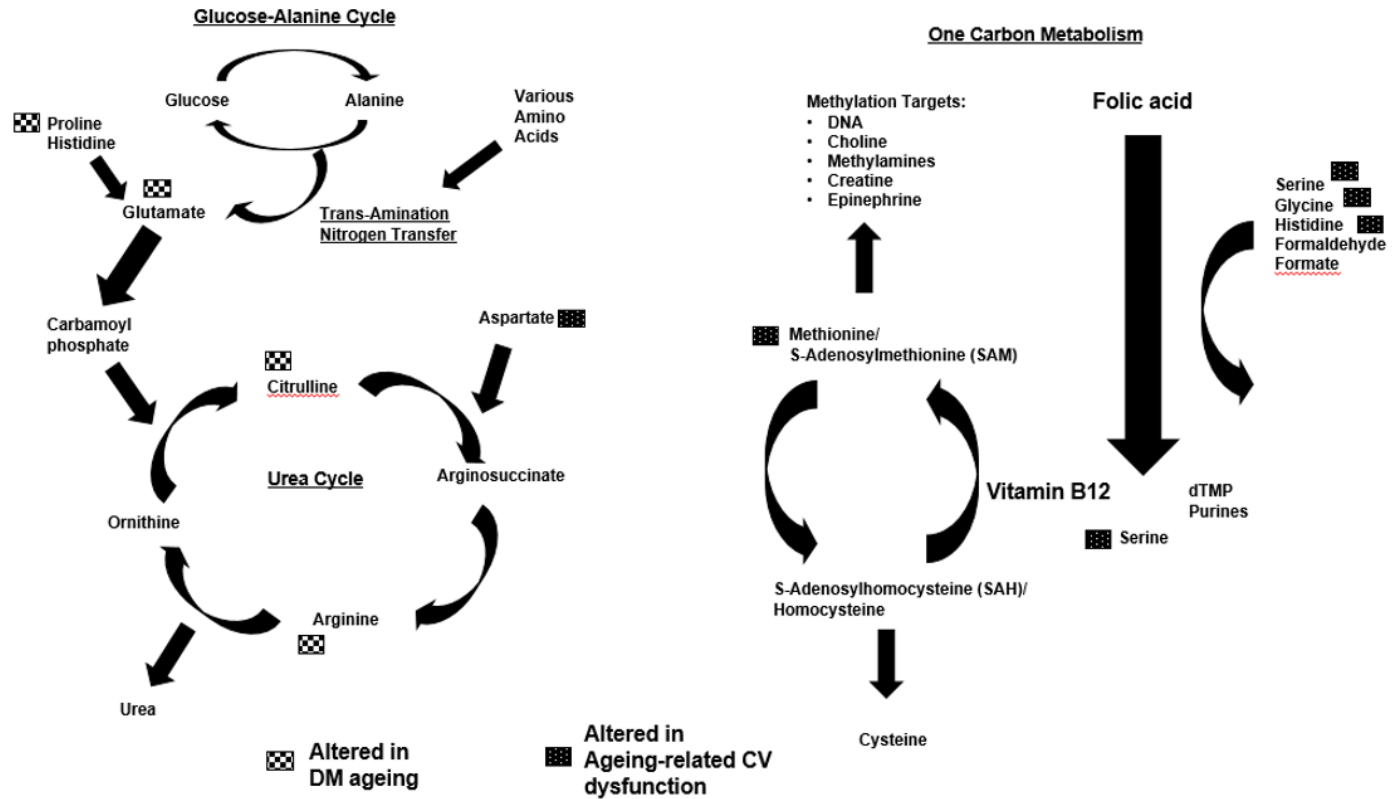 Glucose-Alanine Cycle
Glucose
Alanine
Proline
Histidine
Various
Amino
Acids
Glutamate
Trans-Amination
Nitrogen Transfer
Carbamoyl
phosphate
Aspartate
Citrulline
Urea Cycle
Arginosuccinate
Ornithine
Arginine
Urea
Altered in
DM ageing
Altered in
Ageing-related CV
dysfunction
One Carbon Metabolism
Methylation Targets:
• DNA
• Choline
• Methylamines
• Creatine
• Epinephrine
Folic acid
Serine
Glycine
Histidine
Formaldehyde
Formate
Methionine/
S-Adenosylmethionine (SAM)
Vitamin B12
dTMP
Purines
Serine
S-Adenosylhomocysteine (SAH)/
Homocysteine
Cysteine